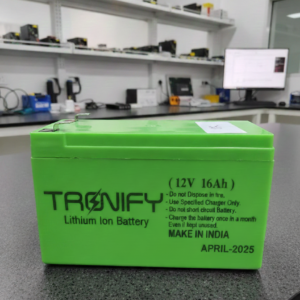 TRONIFY
Lithium Ion Battery
( 12V 16Ah )
- Do not Dispose in fire.
- Use Specified Charger Only.
- Do not short circuit Battery.
- Charge the battery once in a month
Even if kept unused.
MAKE IN INDIA
APRIL-2025